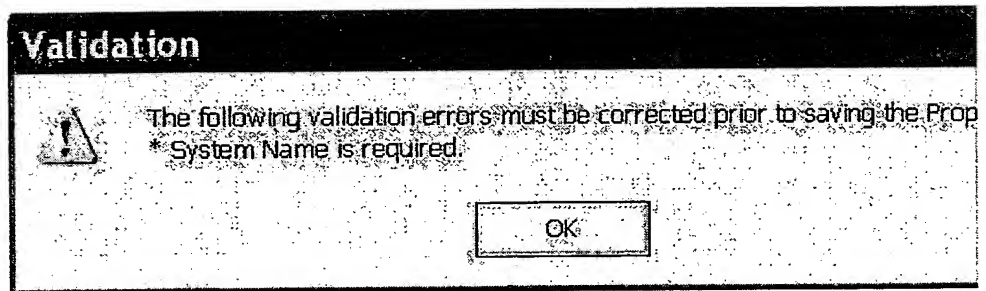 Validation
The following validation errors must be corrected prior to saving the Prop
* System Name is required.
OK